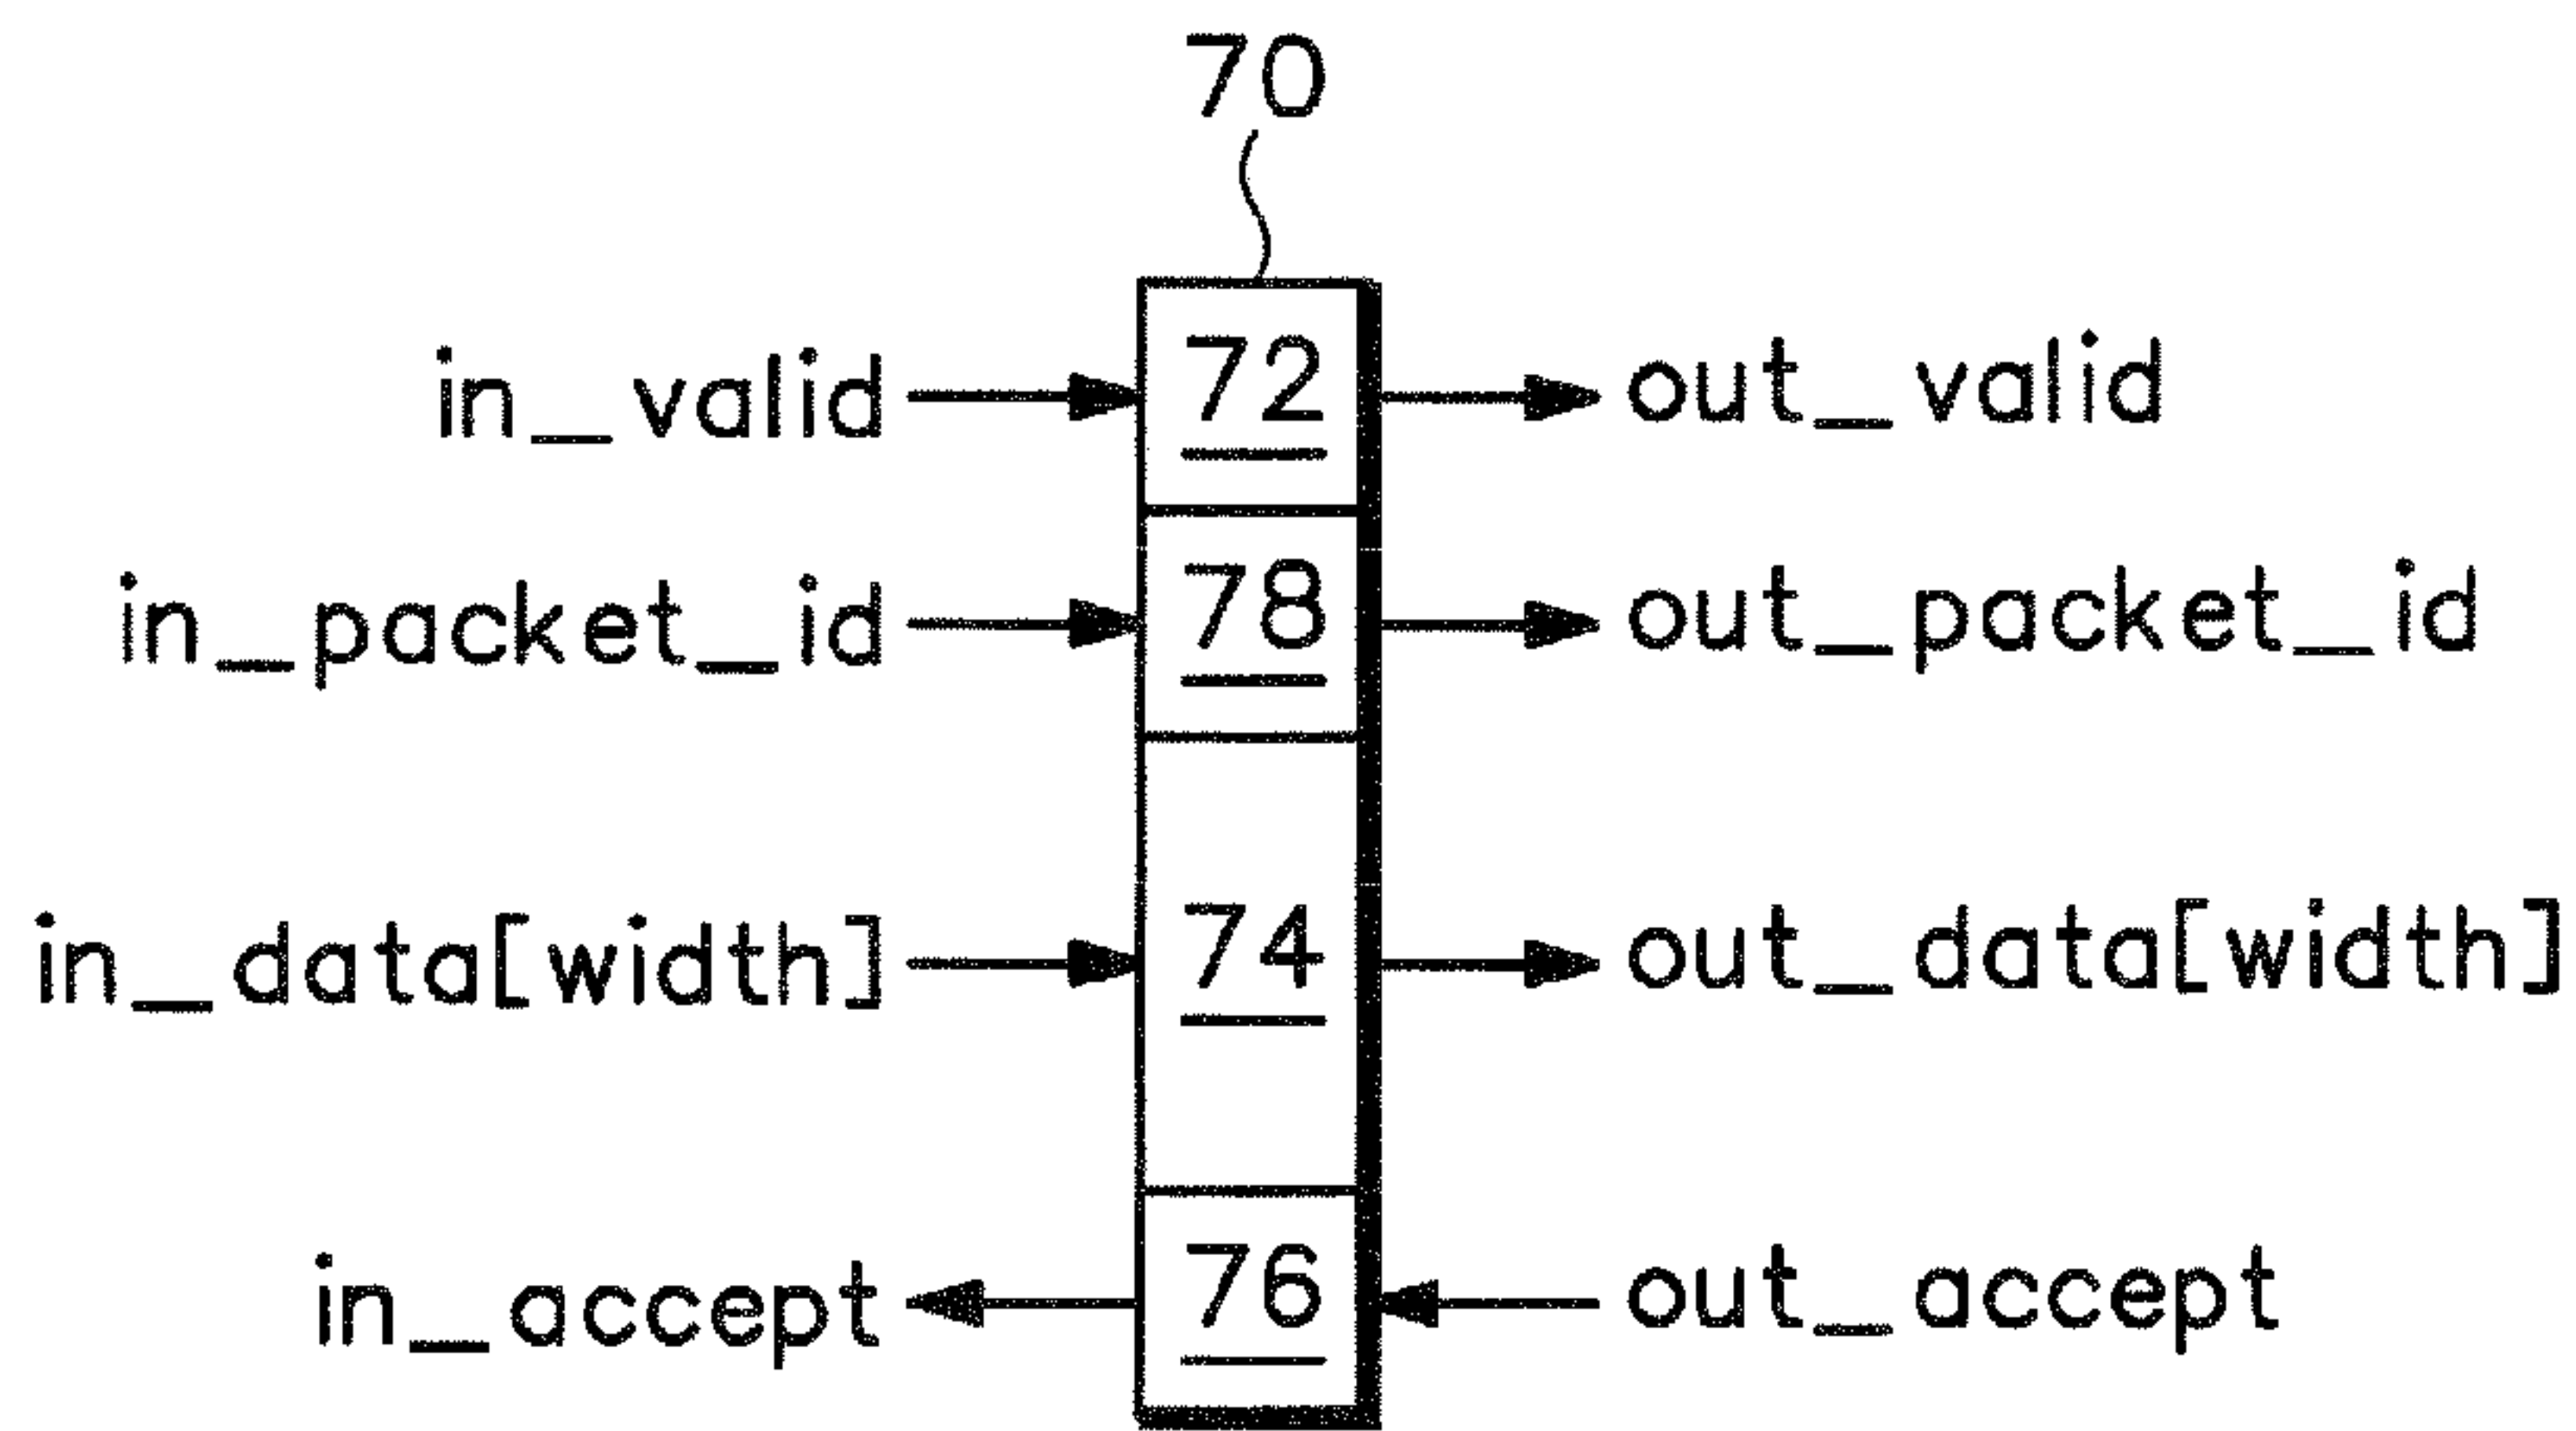 70
in_valid 72 out_valid
in_packet_id 78 out_packet_id
in_data[width] 74 out_data[width]
in_accept 76 out_accept